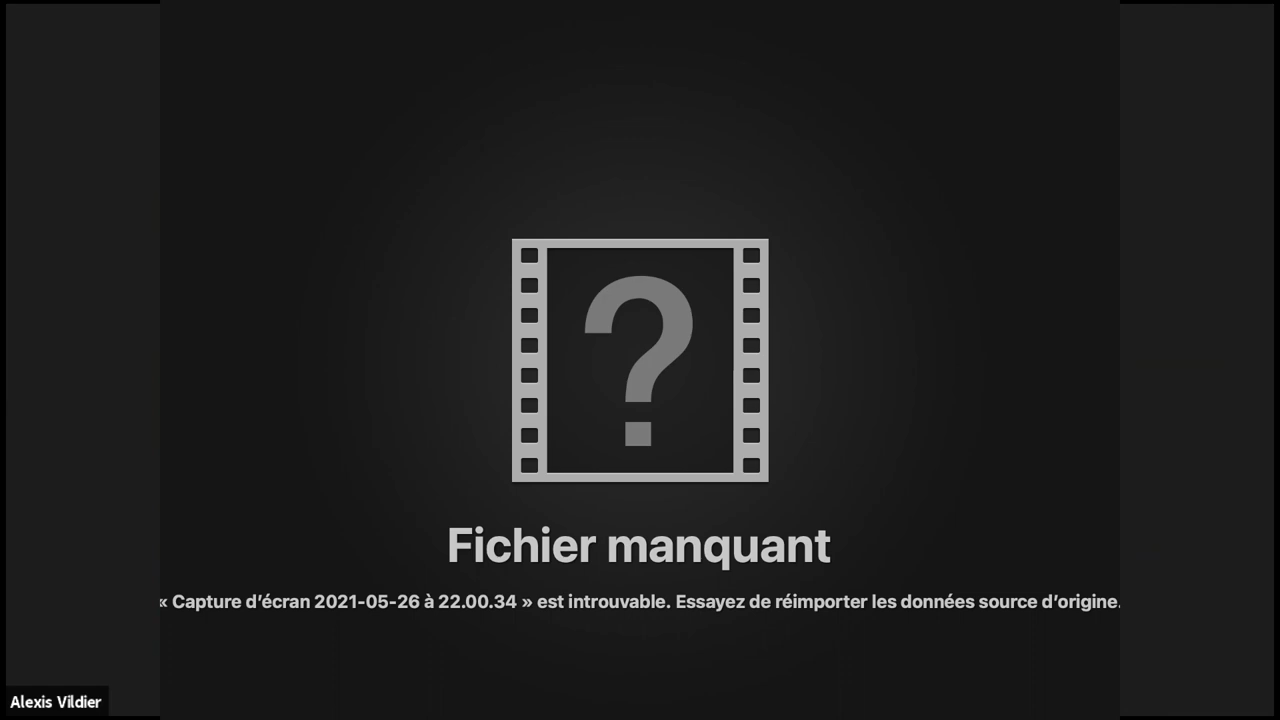 ?
Fichier manquant
« Capture d’écran 2021-05-26 à 22.00.34 » est introuvable. Essayez de réimporter les données source d’origine.
Alexis Vildier